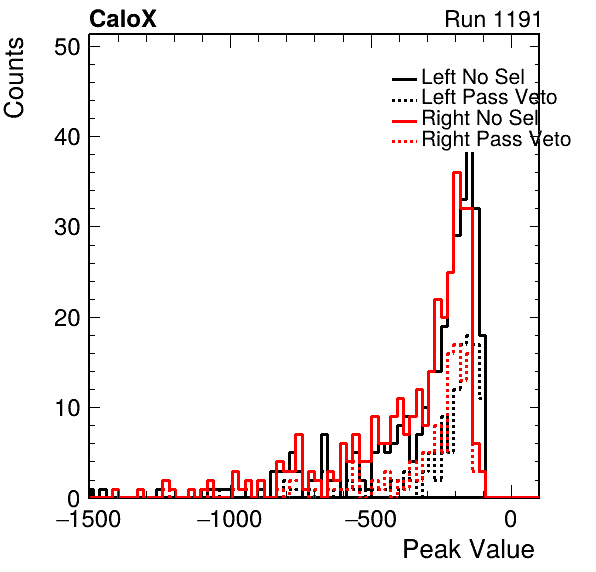 CaloX Run 1191
Counts
50
40
30
20
10
0
Left No Sel
Left Pass Veto
Right No Sel
Right Pass Veto
−1500 −1000 −500 0
Peak Value